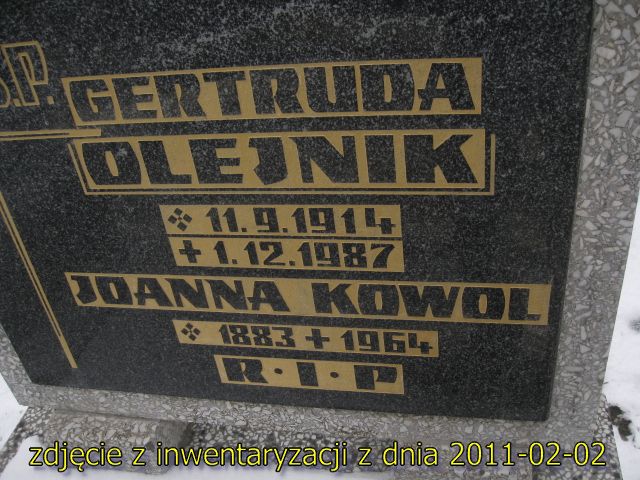 Ś.P. GERTRUDA
OLEJNIK
11.9.1914
+ 1.12.1987
JOANNA KOWOL
1883 + 1964
R·I·P
zdjęcie z inwentaryzacji z dnia 2011-02-02